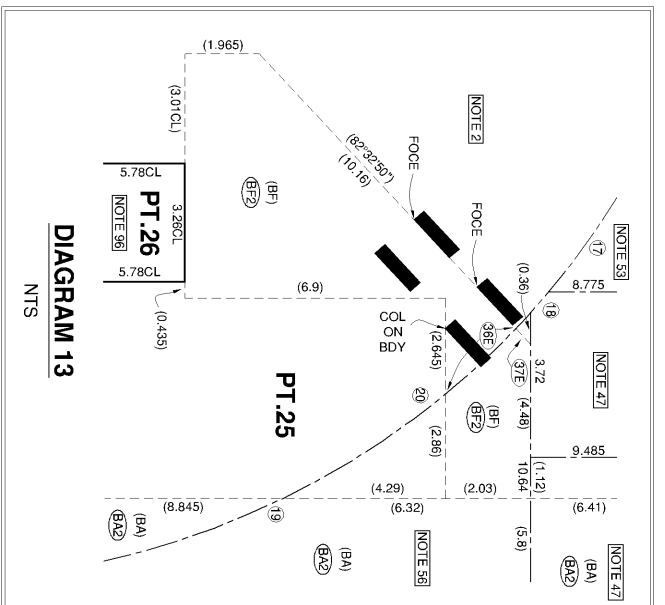 (1.965)
(3.01CL)
(82°32'50")
(10.16)
NOTE 2
FOCE
FOCE
(BF)
BF2
5.78CL
3.26CL
PT.26
NOTE 96
5.78CL
(0.435)
DIAGRAM 13
NTS
(6.9)
COL
ON
BDY
(2.645)
36E
37E
(0.36)
17
NOTE 53
8.775
18
NOTE 47
3.72
(4.48)
(BF)
BF2
20
(2.86)
PT.25
9.485
(1.12)
10.64
(8.845)
19
(4.29)
(6.32)
(2.03)
(5.8)
(6.41)
(BA)
BA2
(BA)
BA2
NOTE 56
(BA)
BA2
NOTE 47